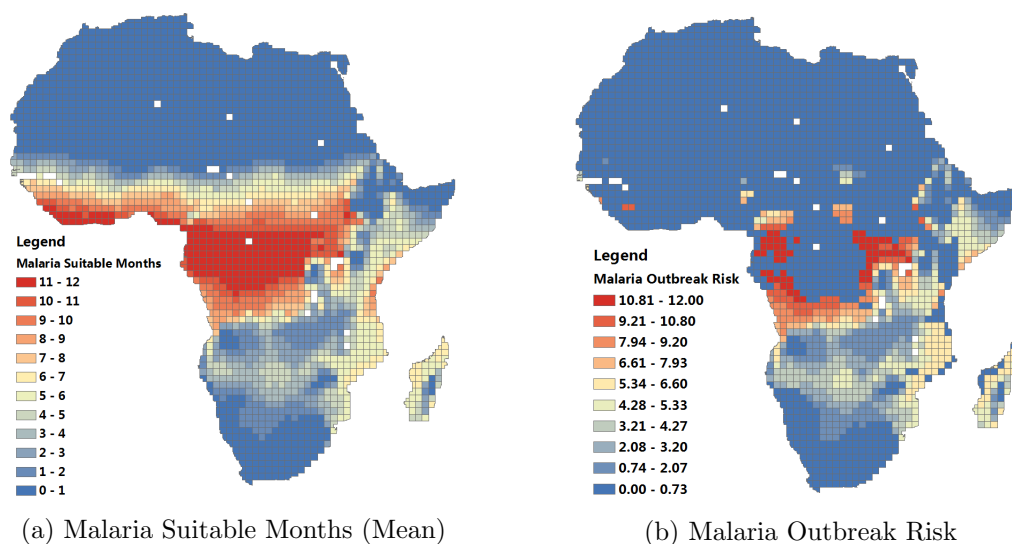 Legend
Malaria Suitable Months
11 - 12
10 - 11
9 - 10
8 - 9
7 - 8
6 - 7
5 - 6
4 - 5
3 - 4
2 - 3
1 - 2
0 - 1
(a) Malaria Suitable Months (Mean)
Legend
Malaria Outbreak Risk
10.81 - 12.00
9.21 - 10.80
7.94 - 9.20
6.61 - 7.93
5.34 - 6.60
4.28 - 5.33
3.21 - 4.27
2.08 - 3.20
0.74 - 2.07
0.00 - 0.73
(b) Malaria Outbreak Risk